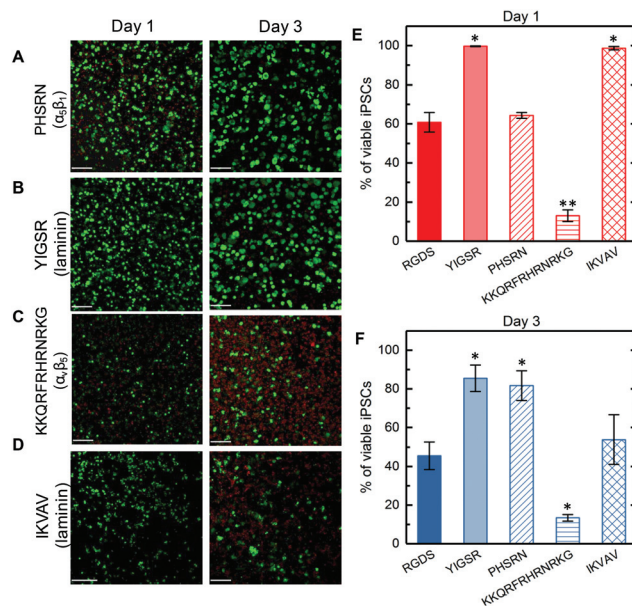 Day 1
Day 3
A
PHSRN
(α₅β₁)
B
YIGSR
(laminin)
C
KKQRFRHRNRKG
(αᵥβ₅)
D
IKVAV
(laminin)
E
Day 1
% of viable iPSCs
100
80
60
40
20
0
*
**
*
RGDS
YIGSR
PHSRN
KKQRFRHRNRKG
IKVAV
F
Day 3
% of viable iPSCs
100
80
60
40
20
0
*
*
*
RGDS
YIGSR
PHSRN
KKQRFRHRNRKG
IKVAV